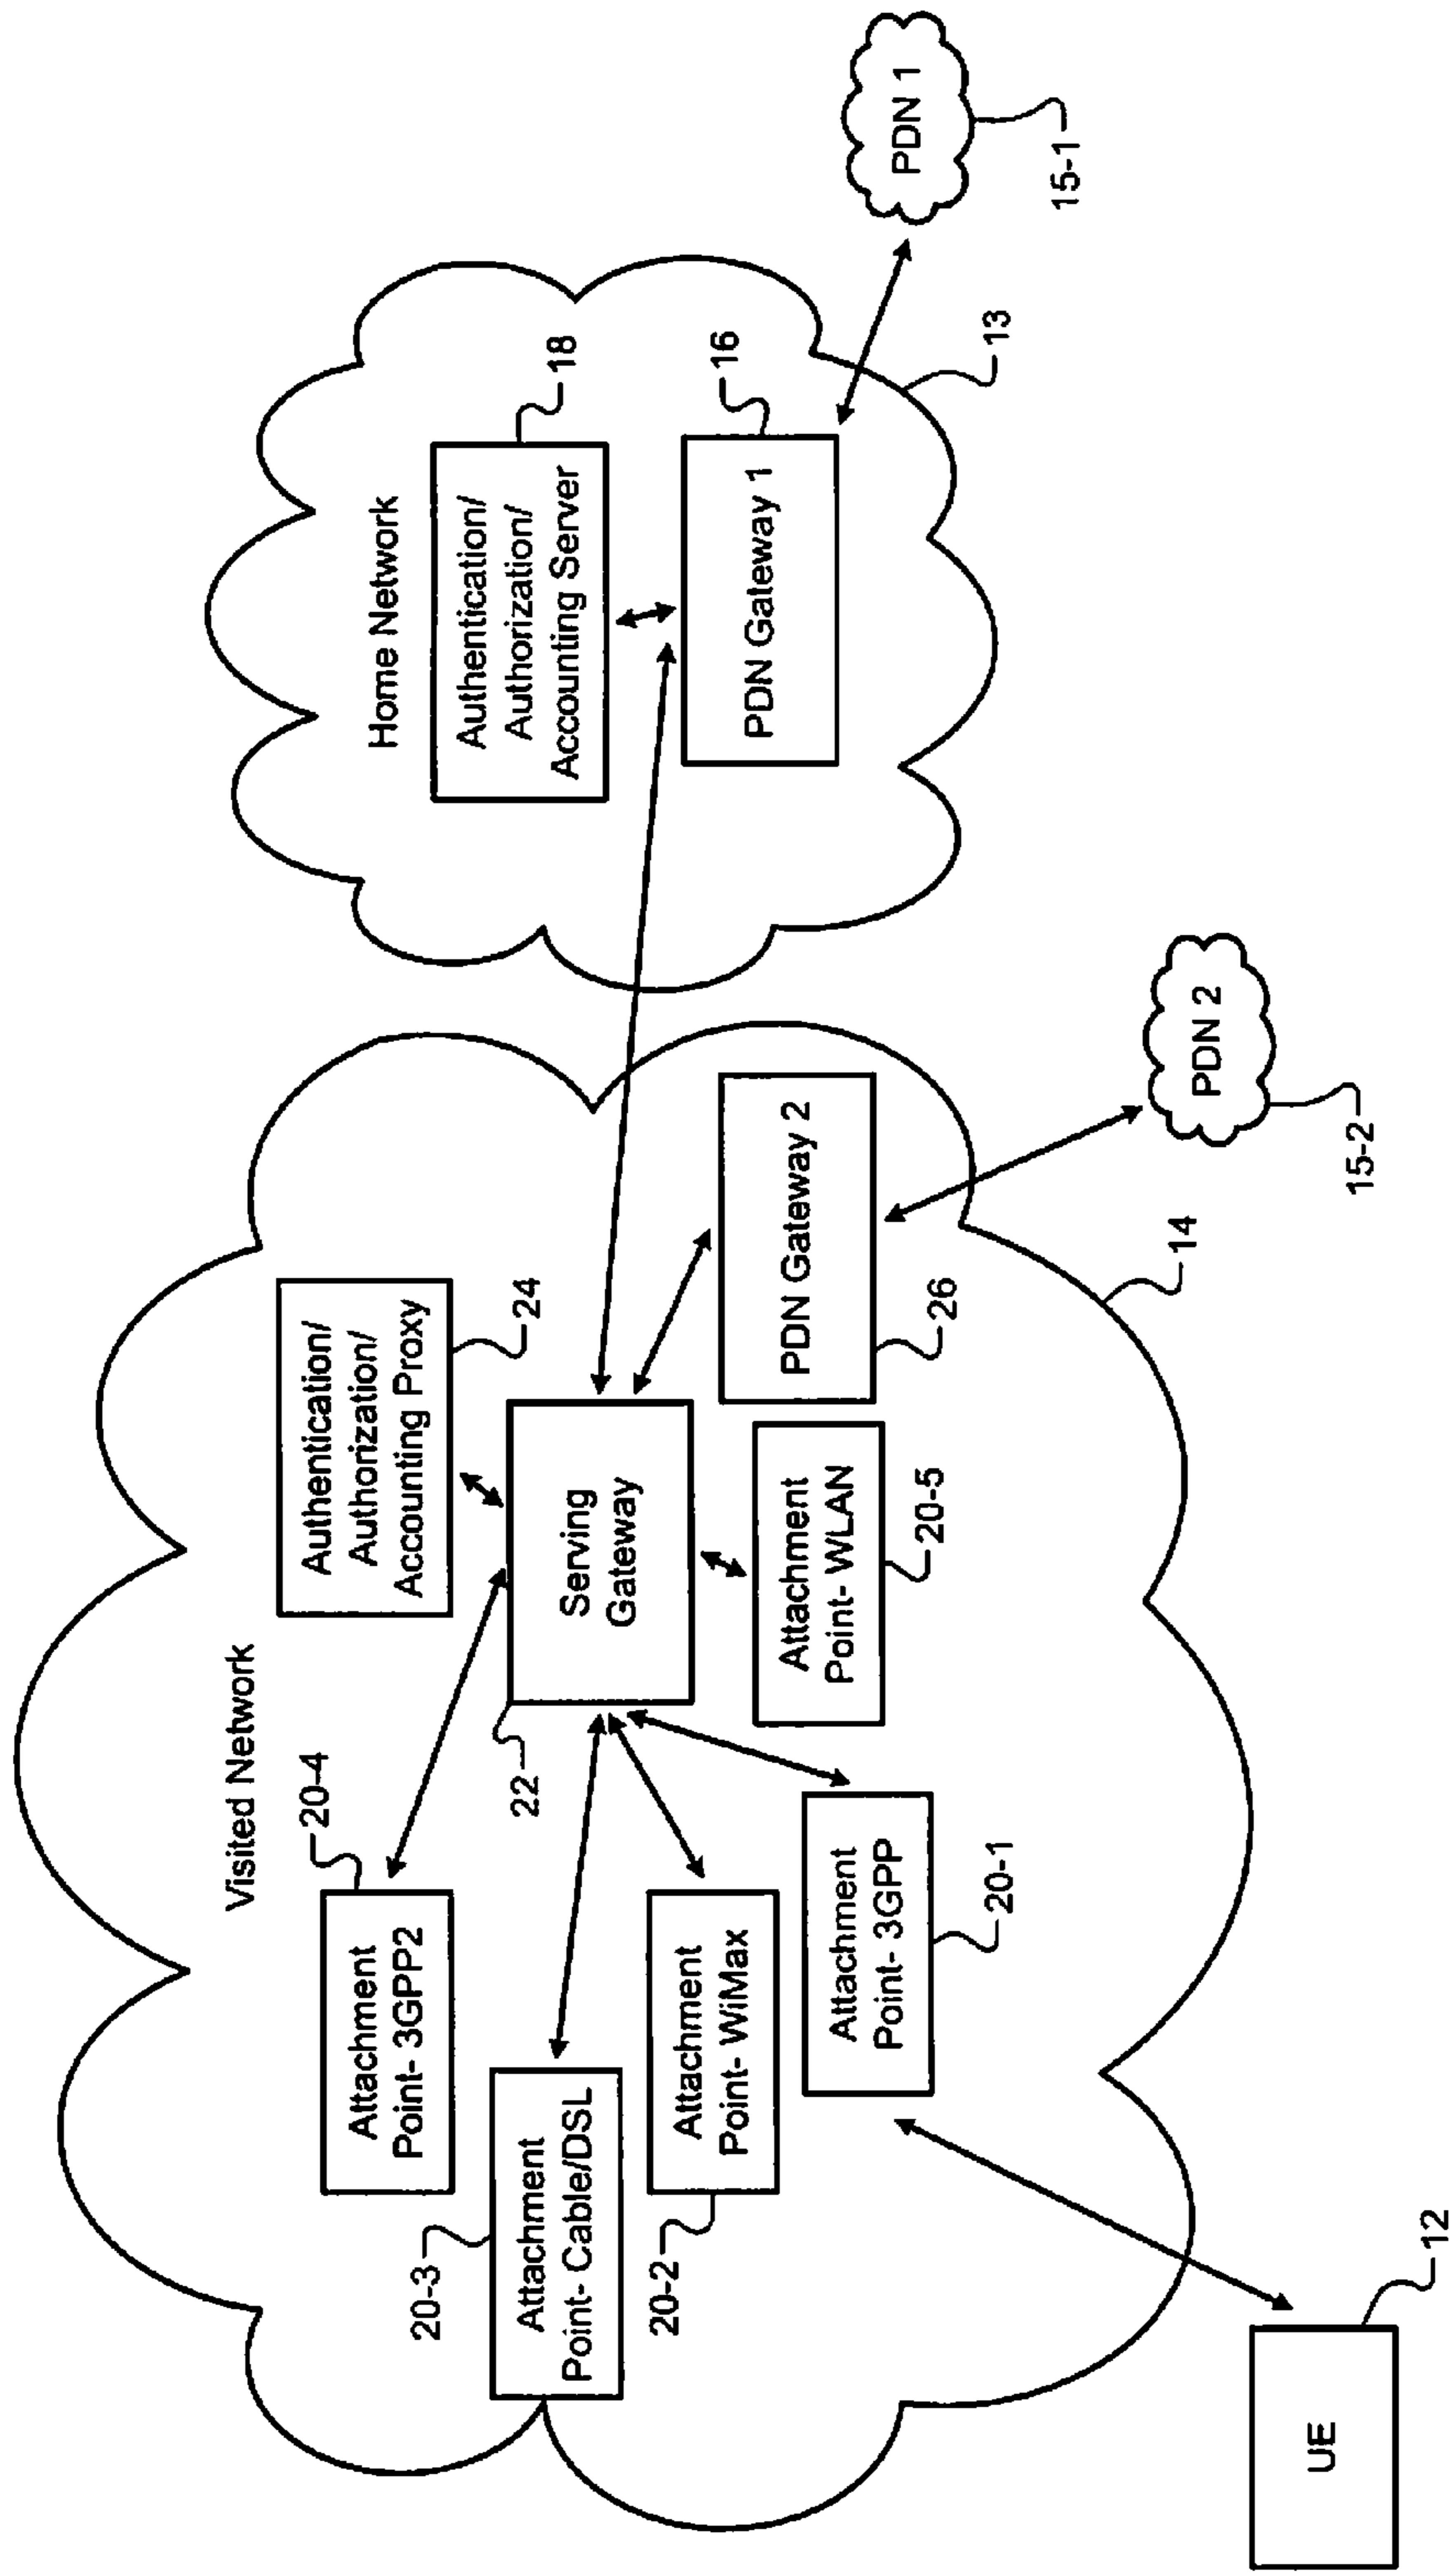 Visited Network
Home Network
20-4
Attachment
Point- 3GPP2
Authentication/
Authorization/
Accounting Proxy
24
Authentication/
Authorization/
Accounting Server
18
20-3
Attachment
Point- Cable/DSL
22
Serving
Gateway
20-2
Attachment
Point- WiMax
PDN Gateway 1
16
Attachment
Point- 3GPP
20-1
Attachment
Point- WLAN
20-5
PDN Gateway 2
26
PDN 1
15-1
13
14
PDN 2
15-2
UE
12